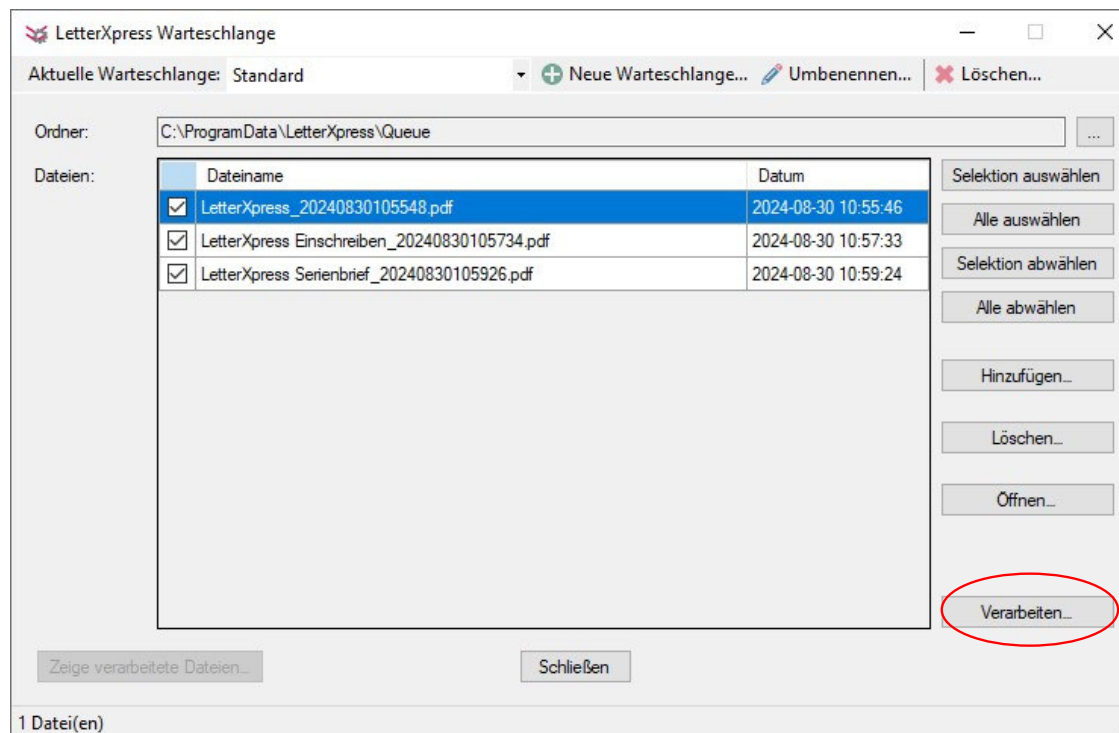 LetterXpress Warteschlange
Aktuelle Warteschlange: Standard Neue Warteschlange... Umbenennen... Löschen...
Ordner: C:\ProgramData\LetterXpress\Queue ...
Dateien: Dateiname Datum Selektion auswählen
LetterXpress_20240830105548.pdf 2024-08-30 10:55:46
Alle auswählen
LetterXpress Einschreiben_20240830105734.pdf 2024-08-30 10:57:33
Selektion abwählen
LetterXpress Serienbrief_20240830105926.pdf 2024-08-30 10:59:24
Alle abwählen
Hinzufügen...
Löschen...
Öffnen...
Verarbeiten...
Zeige verarbeitete Dateien... Schließen
1 Datei(en)